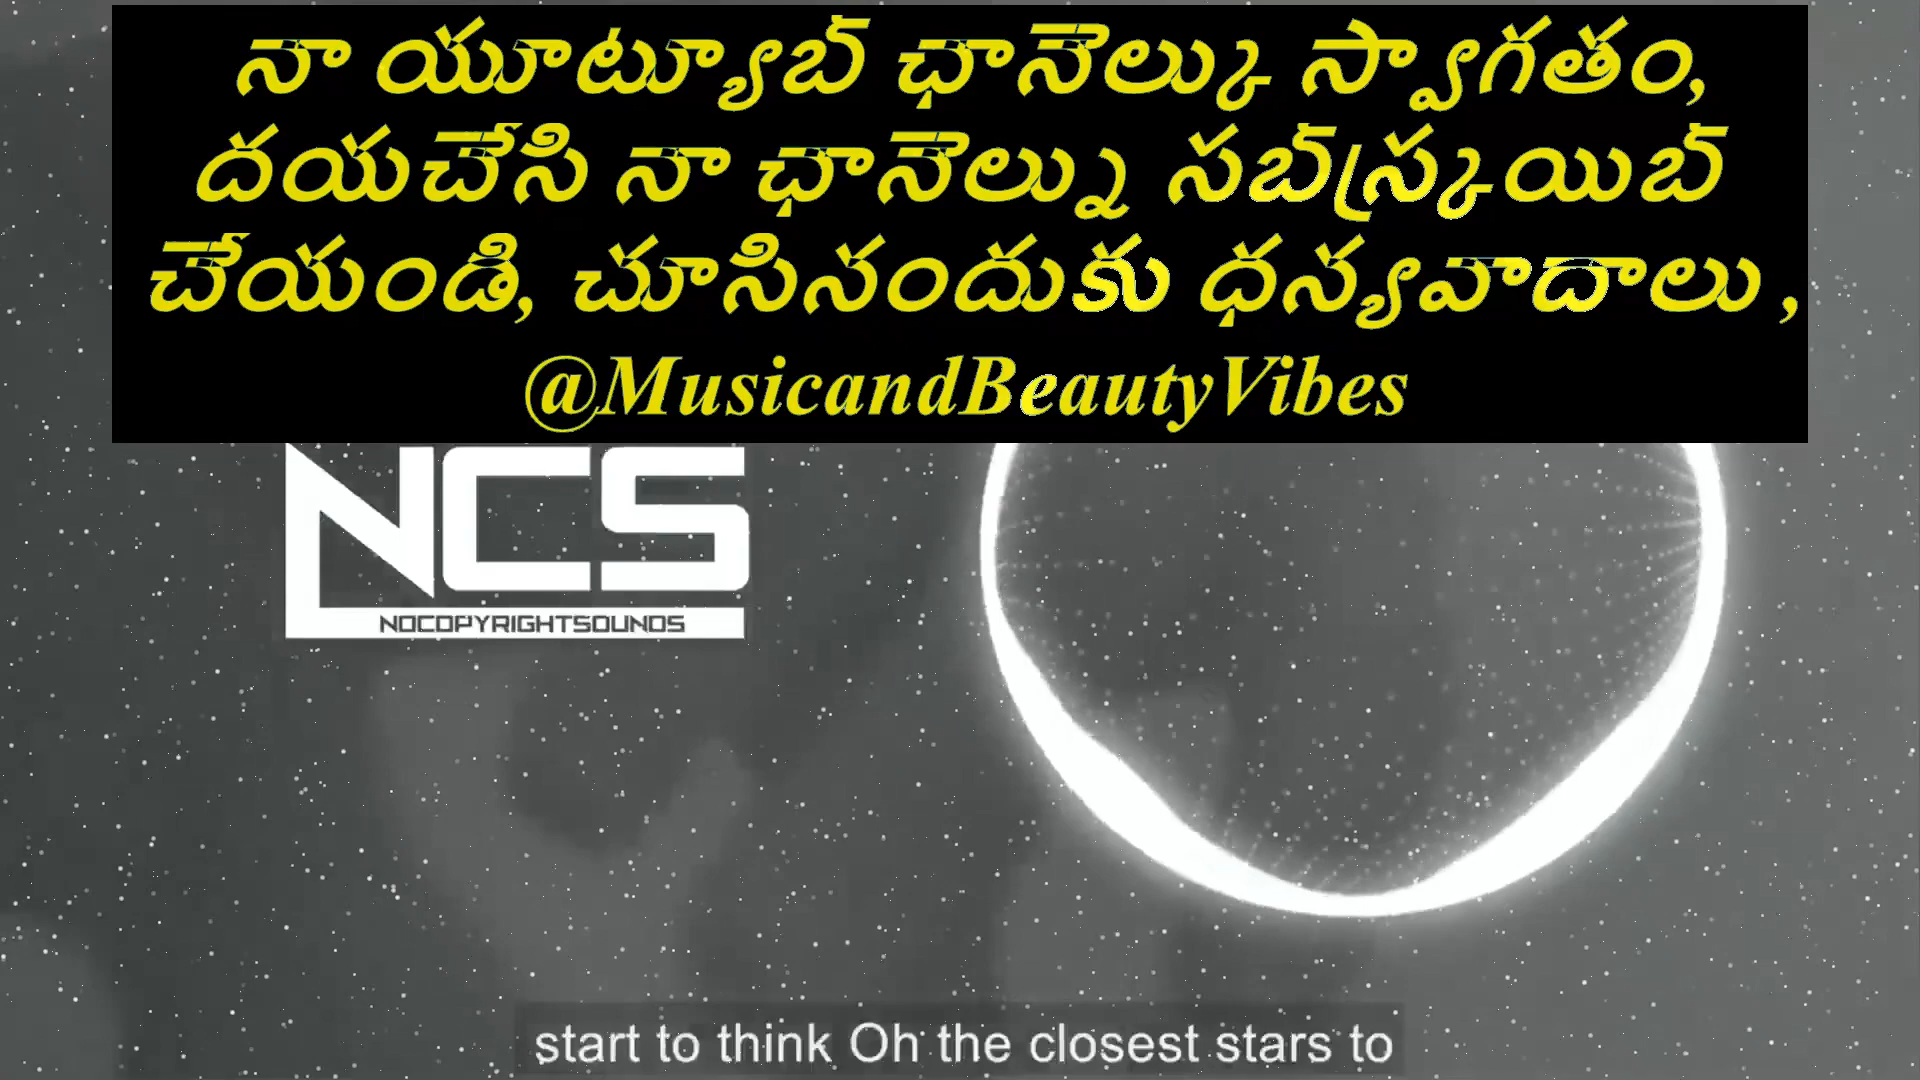 నా యూట్యూబ్ ఛానెల్కు స్వాగతం,
దయచేసి నా ఛానెల్ను సబ్స్క్రయిబ్
చేయండి, చూసినందుకు ధన్యవాదాలు ,
@MusicandBeautyVibes
NCS
NOCOPYRIGHTSOUNDS
start to think Oh the closest stars to